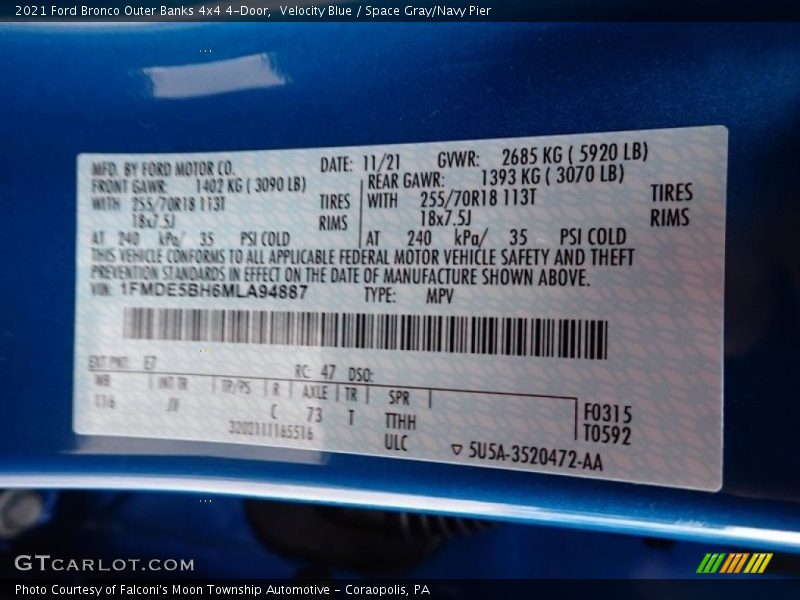 2021 Ford Bronco Outer Banks 4x4 4-Door, Velocity Blue / Space Gray/Navy Pier
MFD. BY FORD MOTOR CO. DATE: 11/21 GVWR: 2685 KG ( 5920 LB)
FRONT GAWR: 1402 KG ( 3090 LB) REAR GAWR: 1393 KG ( 3070 LB)
WITH 255/70R18 113T TIRES WITH 255/70R18 113T TIRES
18x7.5J RIMS 18x7.5J RIMS
AT 240 kPa/ 35 PSI COLD AT 240 kPa/ 35 PSI COLD
THIS VEHICLE CONFORMS TO ALL APPLICABLE FEDERAL MOTOR VEHICLE SAFETY AND THEFT
PREVENTION STANDARDS IN EFFECT ON THE DATE OF MANUFACTURE SHOWN ABOVE.
VIN: 1FMDE5BH6MLA94887 TYPE: MPV
EXT PNT: E7 RC: 47 DSO:
WB INT TR TP/PS R AXLE TR SPR F0315
116 JV C 73 T TTHH T0592
3202111165516 ULC ▽ 5U5A-3520472-AA
GTCARLOT.COM
Photo Courtesy of Falconi's Moon Township Automotive - Coraopolis, PA